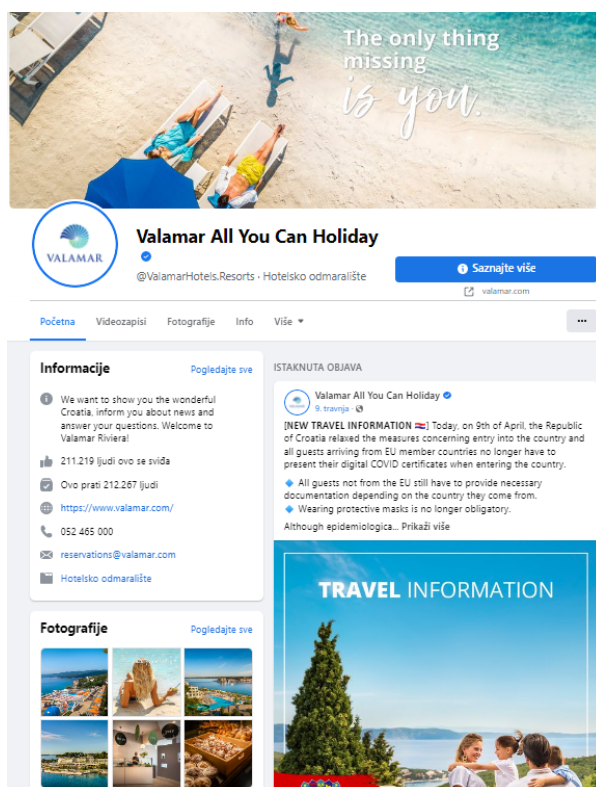 The only thing
missing
is you.
VALAMAR
Valamar All You Can Holiday
@ValamarHotels.Resorts · Hotelsko odmaralište
Saznajte više
valamar.com
Početna Videozapisi Fotografije Info Više
Informacije Pogledajte sve
We want to show you the wonderful
Croatia, inform you about news and
answer your questions. Welcome to
Valamar Riviera!
211.219 ljudi ovo se sviđa
Ovo prati 212.267 ljudi
https://www.valamar.com/
052 465 000
reservations@valamar.com
Hotelsko odmaralište
Fotografije Pogledajte sve
ISTAKNUTA OBJAVA
Valamar All You Can Holiday
9. travnja ·
[NEW TRAVEL INFORMATION 🇭🇷] Today, on 9th of April, the Republic
of Croatia relaxed the measures concerning entry into the country and
all guests arriving from EU member countries no longer have to
present their digital COVID certificates when entering the country.
🔹 All guests not from the EU still have to provide necessary
documentation depending on the country they come from.
🔹 Wearing protective masks is no longer obligatory.
Although epidemiologica... Prikaži više
TRAVEL INFORMATION